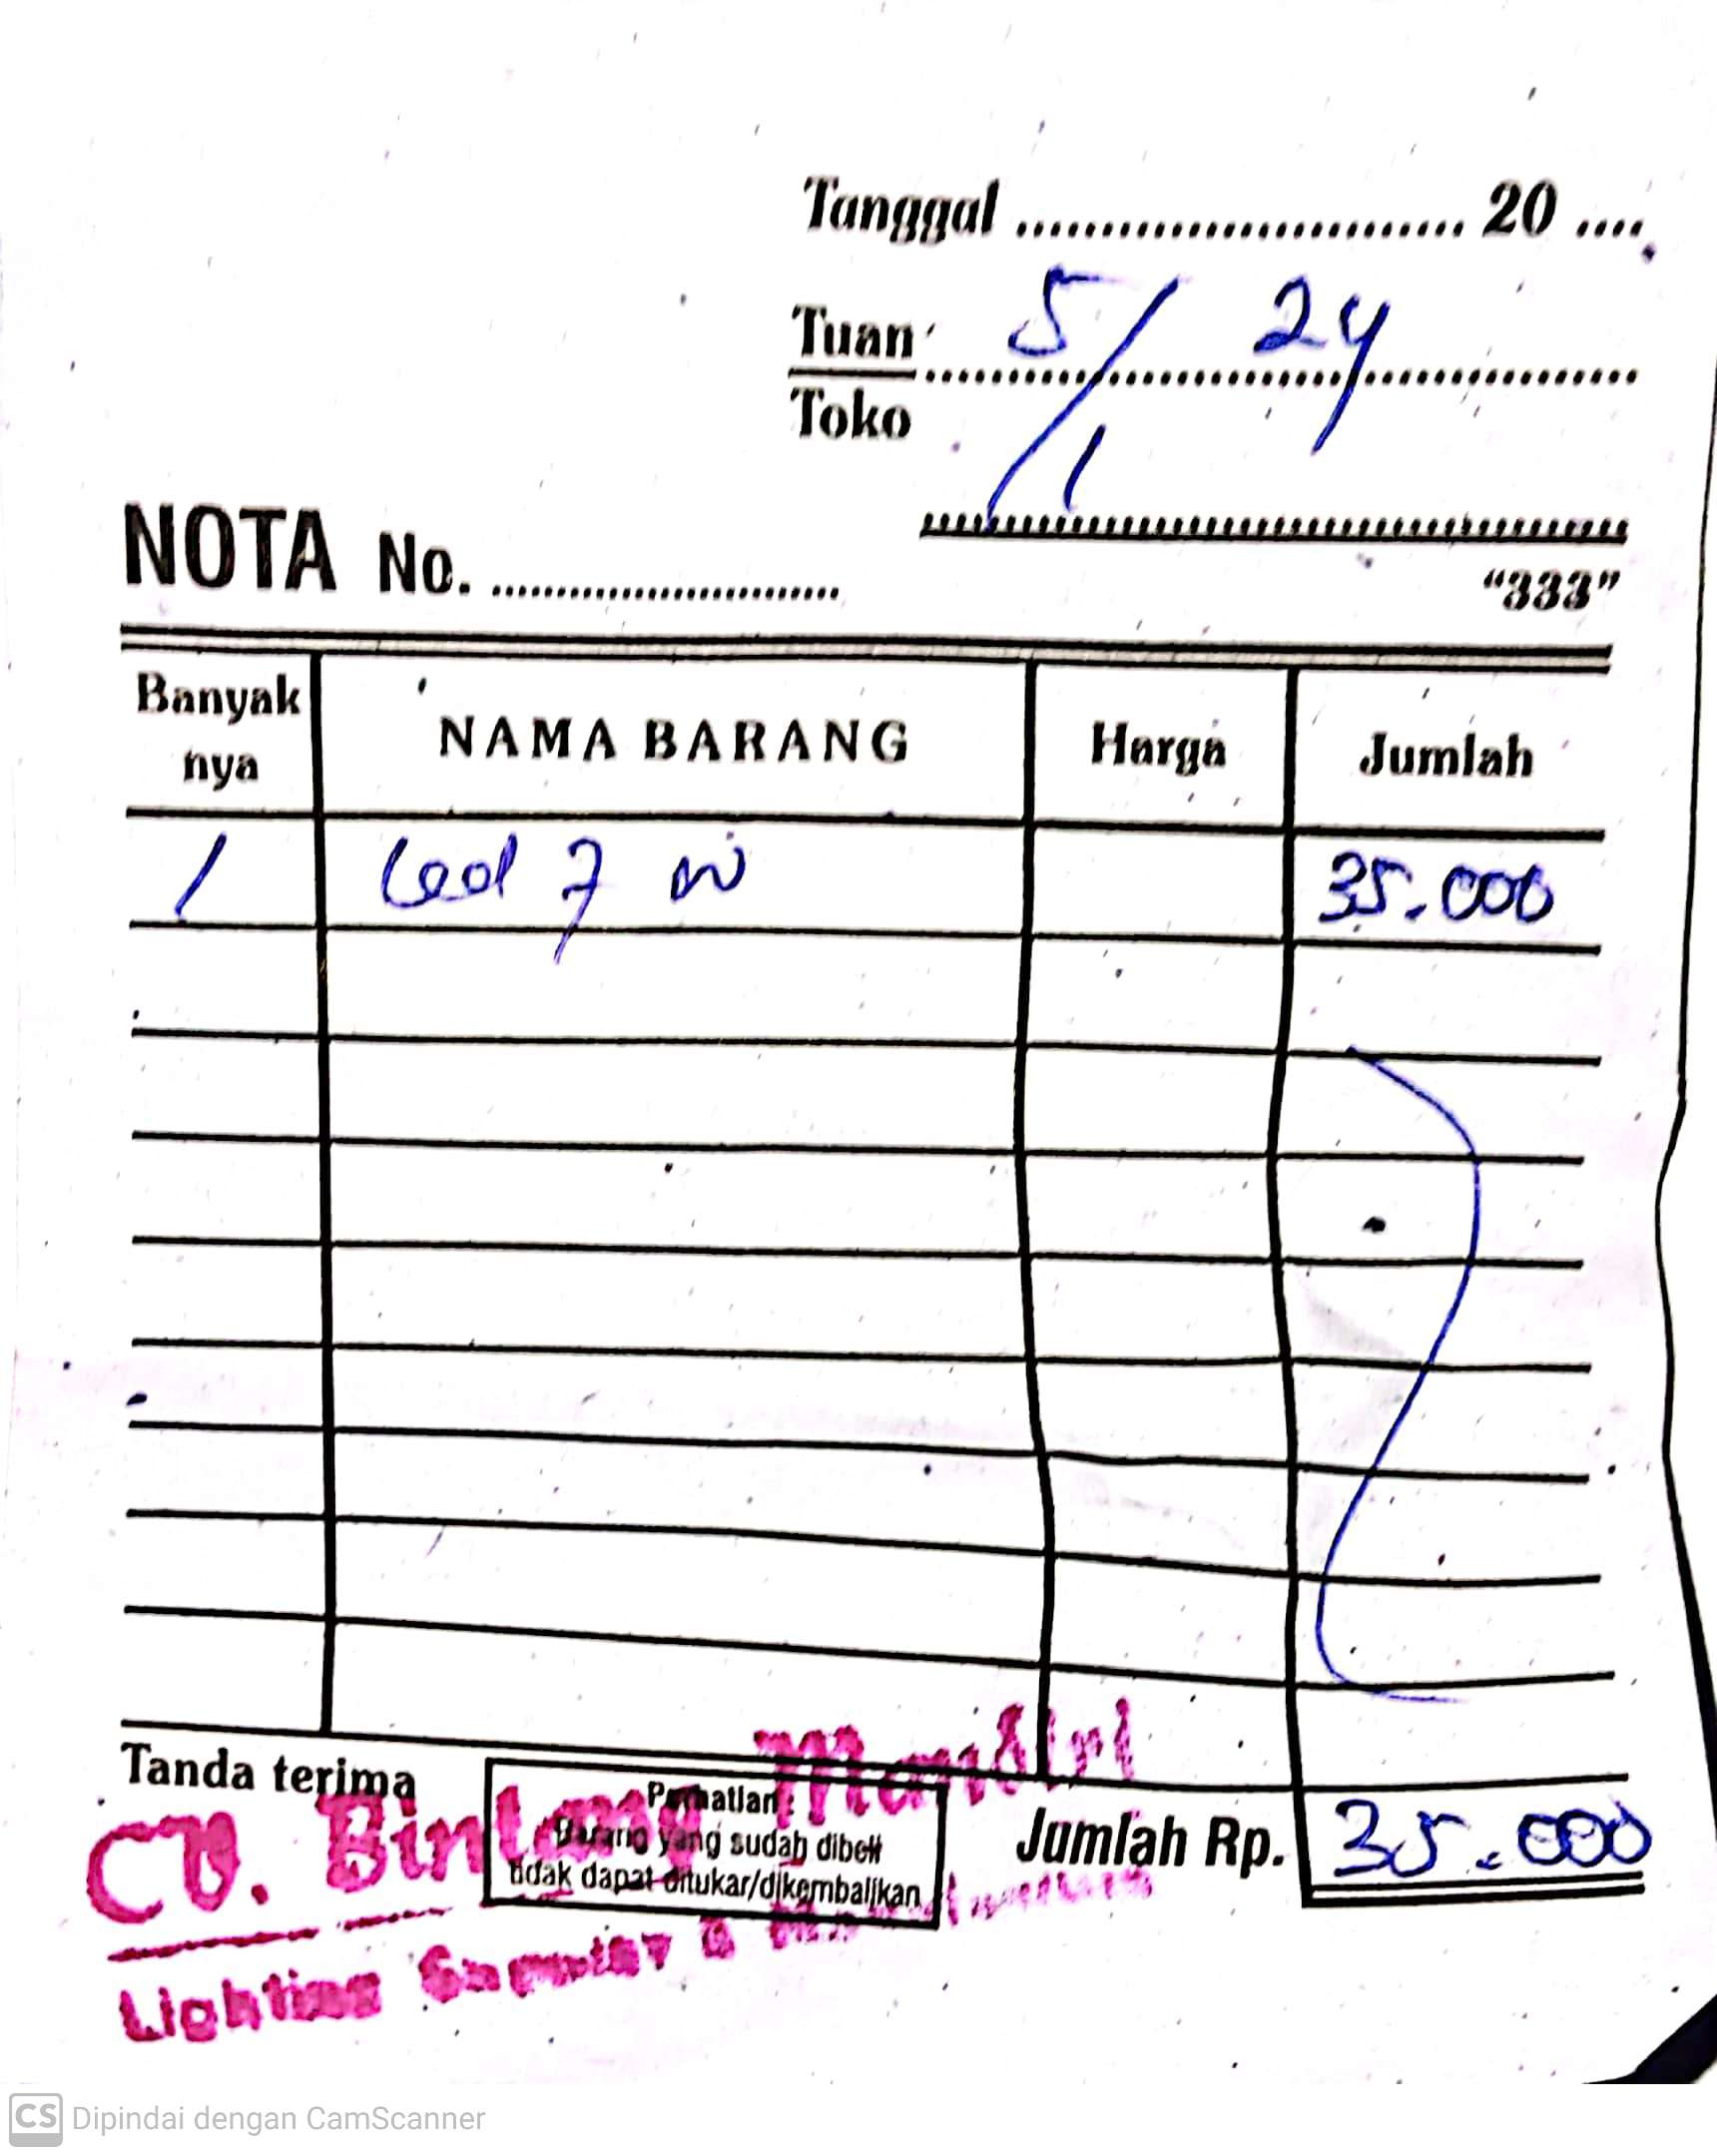 Tanggal .......................... 20 ....
Tuan 5/1 24
Toko
NOTA No. ..........................
"333"
Banyak nya NAMA BARANG Harga Jumlah
1 Led 7 W 35.000
Tanda terima
CV. Bintang Mandiri
Perhatian :
Barang yang sudah dibeli
tidak dapat ditukar/dikembalikan
Jumlah Rp. 35.000
Lighting &
CS Dipindai dengan CamScanner